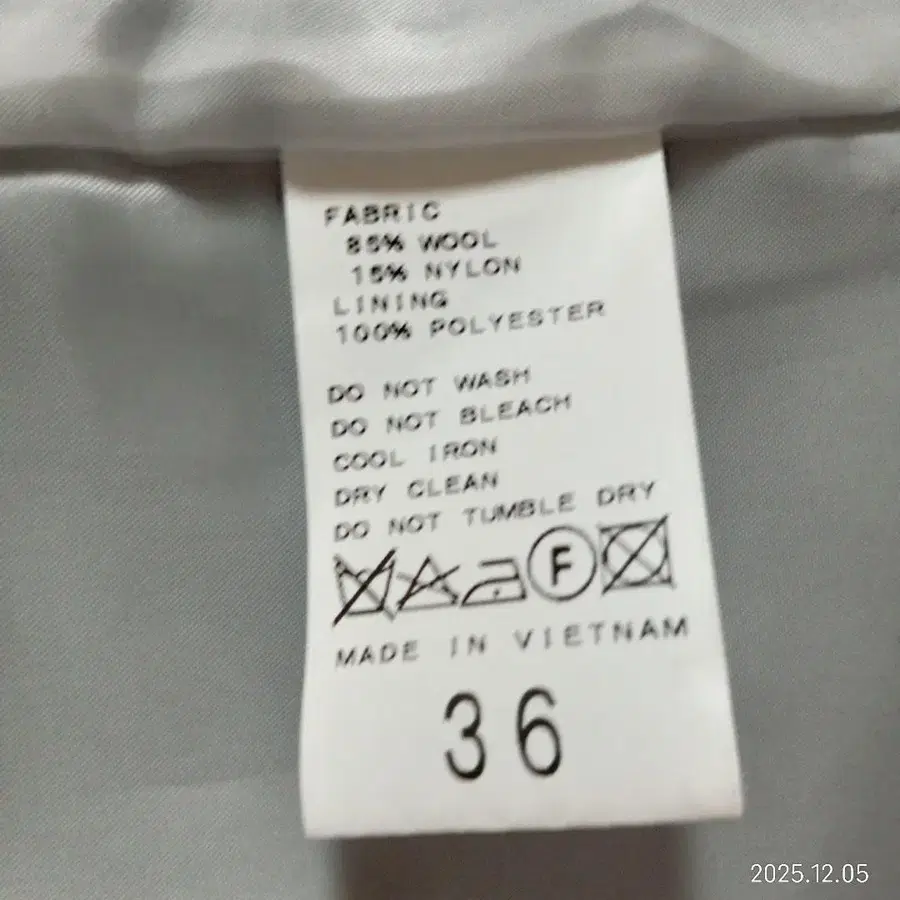 FABRIC
85% WOOL
15% NYLON
LINING
100% POLYESTER
DO NOT WASH
DO NOT BLEACH
COOL IRON
DRY CLEAN
DO NOT TUMBLE DRY
F
MADE IN VIETNAM
36
2025.12.05